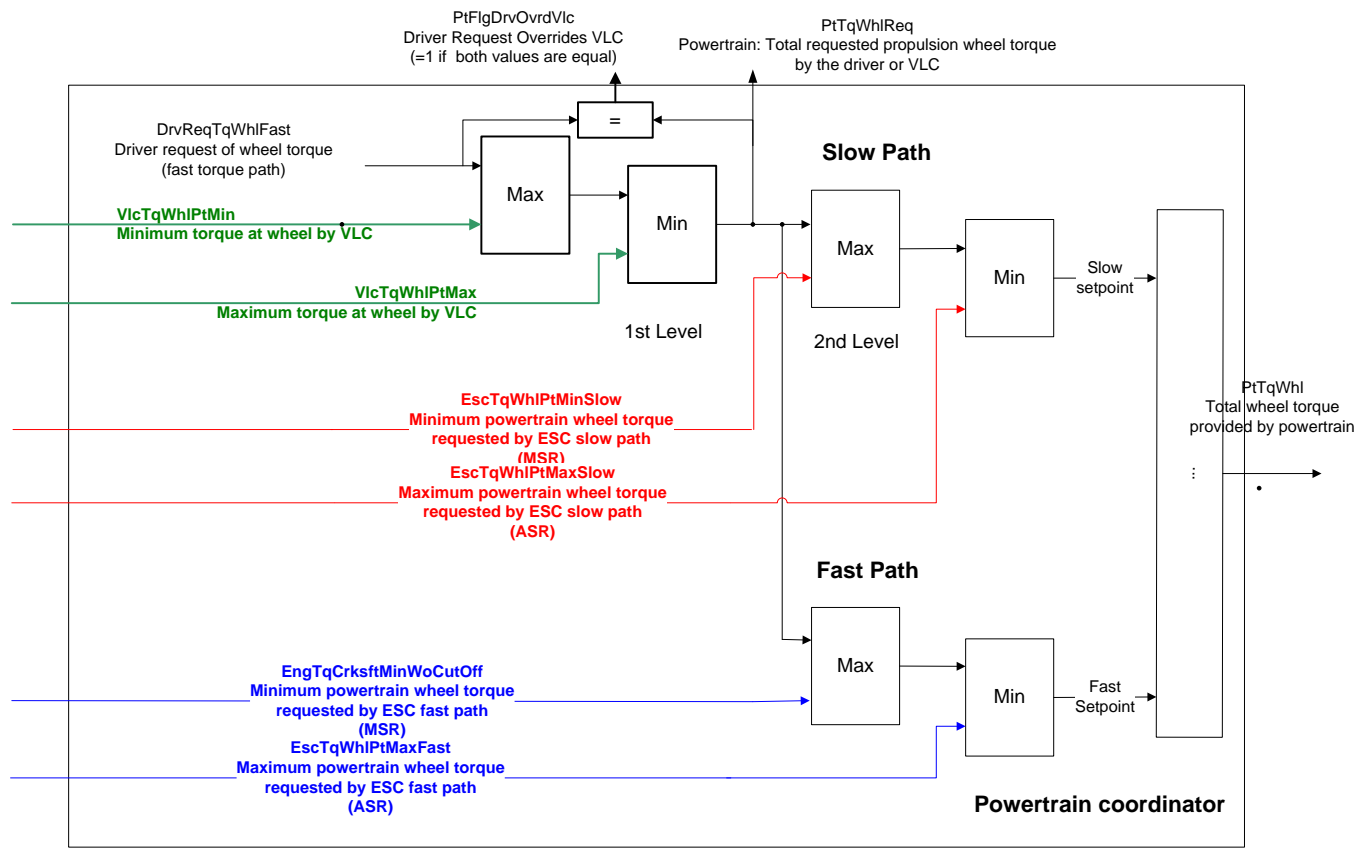 PtFlgDrvOvrdVlc
Driver Request Overrides VLC
(=1 if both values are equal)
PtTqWhlReq
Powertrain: Total requested propulsion wheel torque
by the driver or VLC
=
DrvReqTqWhlFast
Driver request of wheel torque
(fast torque path)
Max
Min
Slow Path
Max
Min
Slow
setpoint
VlcTqWhlPtMin
Minimum torque at wheel by VLC
VlcTqWhlPtMax
Maximum torque at wheel by VLC
1st Level
2nd Level
EscTqWhlPtMinSlow
Minimum powertrain wheel torque
requested by ESC slow path
(MSR)
EscTqWhlPtMaxSlow
Maximum powertrain wheel torque
requested by ESC slow path
(ASR)
PtTqWhl
Total wheel torque
provided by powertrain
...
Fast Path
Max
Min
Fast
Setpoint
EngTqCrksftMinWoCutOff
Minimum powertrain wheel torque
requested by ESC fast path
(MSR)
EscTqWhlPtMaxFast
Maximum powertrain wheel torque
requested by ESC fast path
(ASR)
Powertrain coordinator